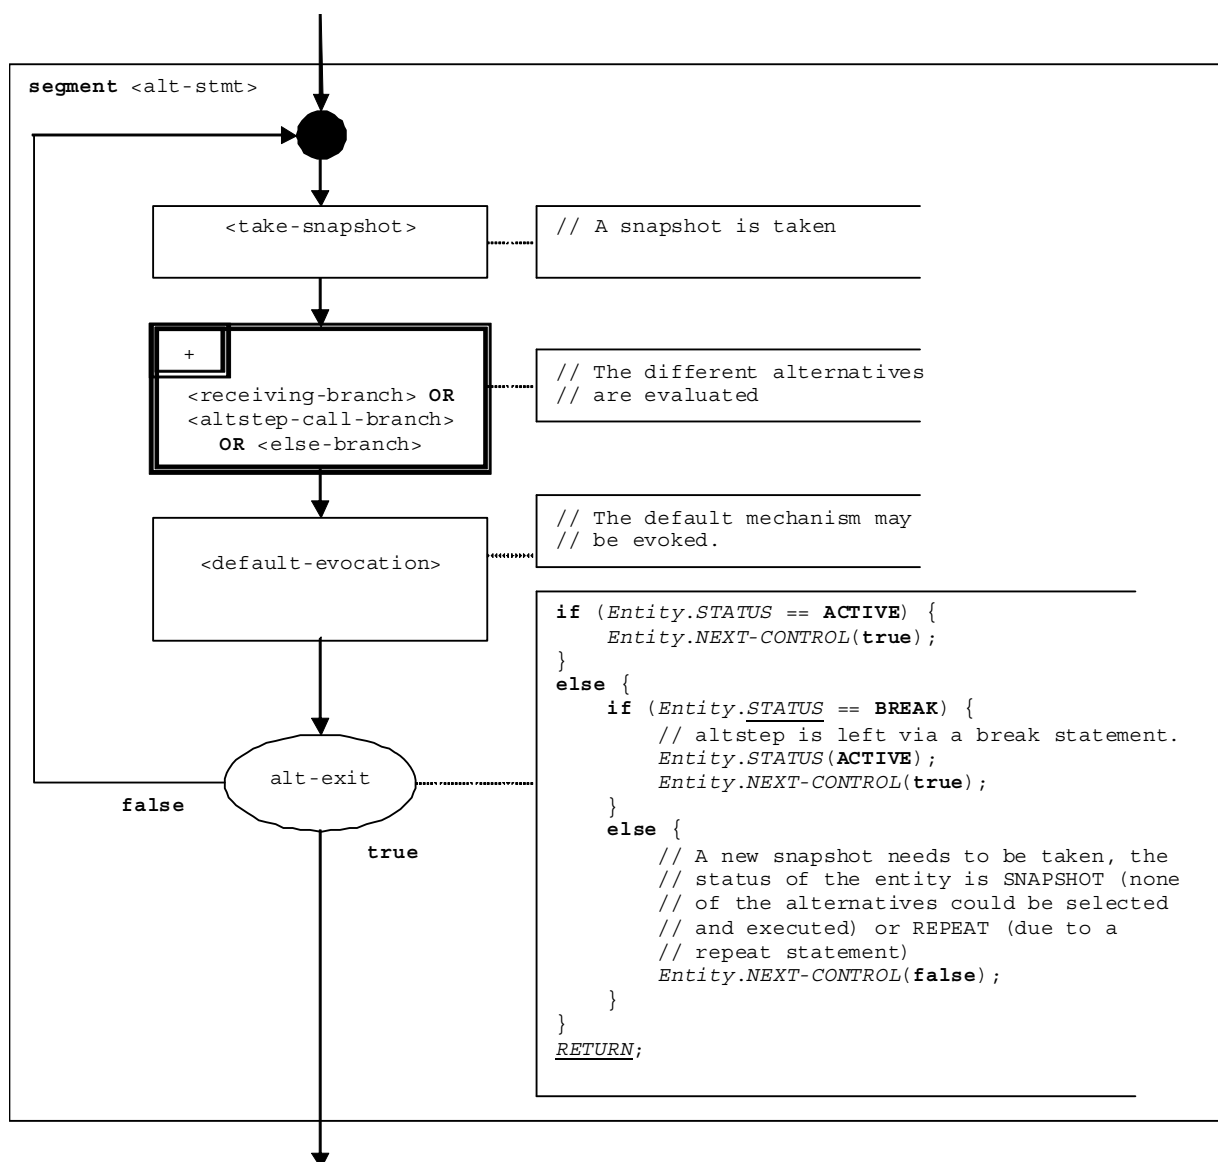 segment <alt-stmt>
<take-snapshot>
// A snapshot is taken
+
<receiving-branch> OR
<altstep-call-branch>
OR <else-branch>
// The different alternatives
// are evaluated
<default-evocation>
// The default mechanism may
// be evoked.
alt-exit
false
true
if (Entity.STATUS == ACTIVE) {
Entity.NEXT-CONTROL(true);
}
else {
if (Entity.STATUS == BREAK) {
// altstep is left via a break statement.
Entity.STATUS(ACTIVE);
Entity.NEXT-CONTROL(true);
}
else {
// A new snapshot needs to be taken, the
// status of the entity is SNAPSHOT (none
// of the alternatives could be selected
// and executed) or REPEAT (due to a
// repeat statement)
Entity.NEXT-CONTROL(false);
}
}
RETURN;